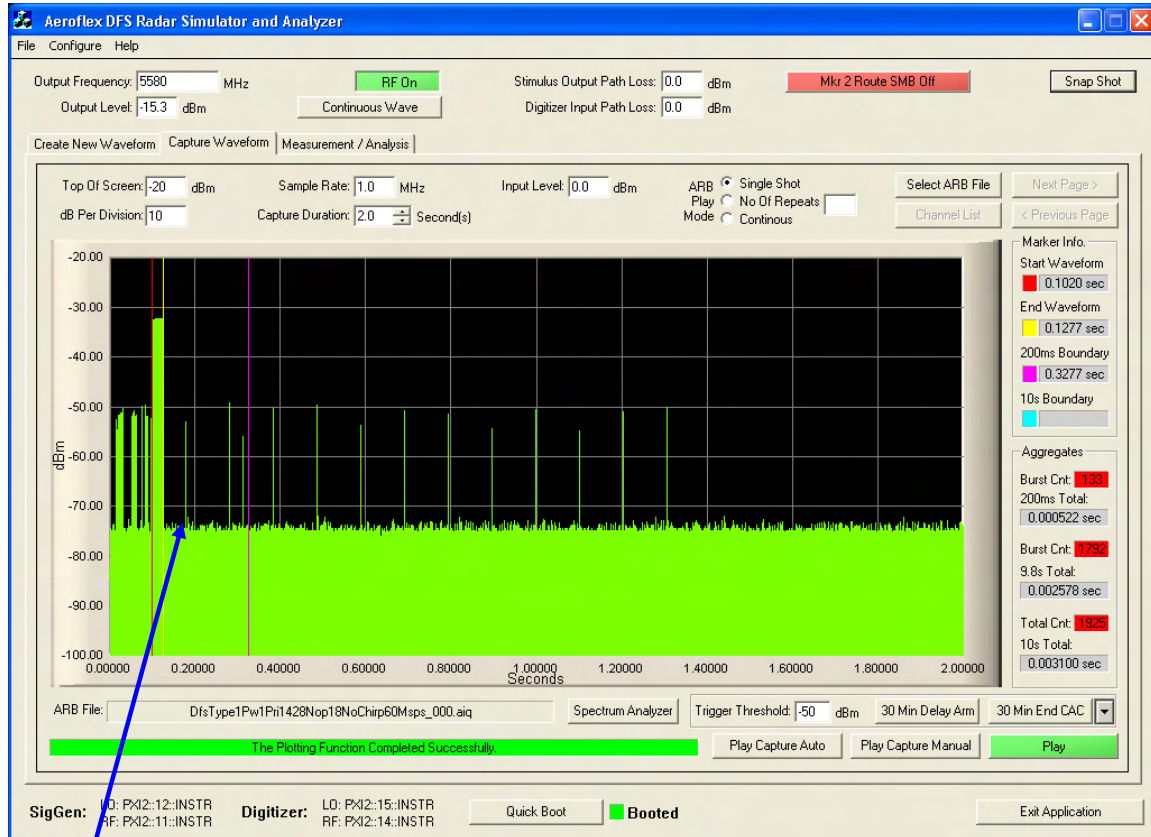 Aeroflex DFS Radar Simulator and Analyzer
File Configure Help
Output Frequency: 5580 MHz RF On Stimulus Output Path Loss: 0.0 dBm Mkr 2 Route SMB Off Snap Shot
Output Level: -15.3 dBm Continuous Wave Digitizer Input Path Loss: 0.0 dBm
Create New Waveform Capture Waveform Measurement / Analysis
Top Of Screen: -20 dBm Sample Rate: 1.0 MHz Input Level: 0.0 dBm ARB Play Mode Single Shot Select ARB File Next Page >
No Of Repeats
dB Per Division: 10 Capture Duration: 2.0 Second(s) Continous Channel List < Previous Page
Marker Info.
Start Waveform
0.1020 sec
End Waveform
0.1277 sec
200ms Boundary
0.3277 sec
10s Boundary
Aggregates
Burst Cnt: 133
200ms Total:
0.000522 sec
Burst Cnt: 1792
9.8s Total:
0.002578 sec
Total Cnt: 1925
10s Total:
0.003100 sec
-20.00
-30.00
-40.00
-50.00
-60.00
-70.00
-80.00
-90.00
-100.00
dBm
0.00000 0.20000 0.40000 0.60000 0.80000 1.00000 1.20000 1.40000 1.60000 1.80000 2.00000
Seconds
ARB File: DfsType1Pw1Pri1428Nop18NoChirp60Msps_000.aiq Spectrum Analyzer Trigger Threshold: -50 dBm 30 Min Delay Arm 30 Min End CAC
The Plotting Function Completed Successfully. Play Capture Auto Play Capture Manual Play
SigGen: LO: PXI2::12::INSTR Digitizer: LO: PXI2::15::INSTR Quick Boot Booted Exit Application
RF: PXI2::11::INSTR RF: PXI2::14::INSTR